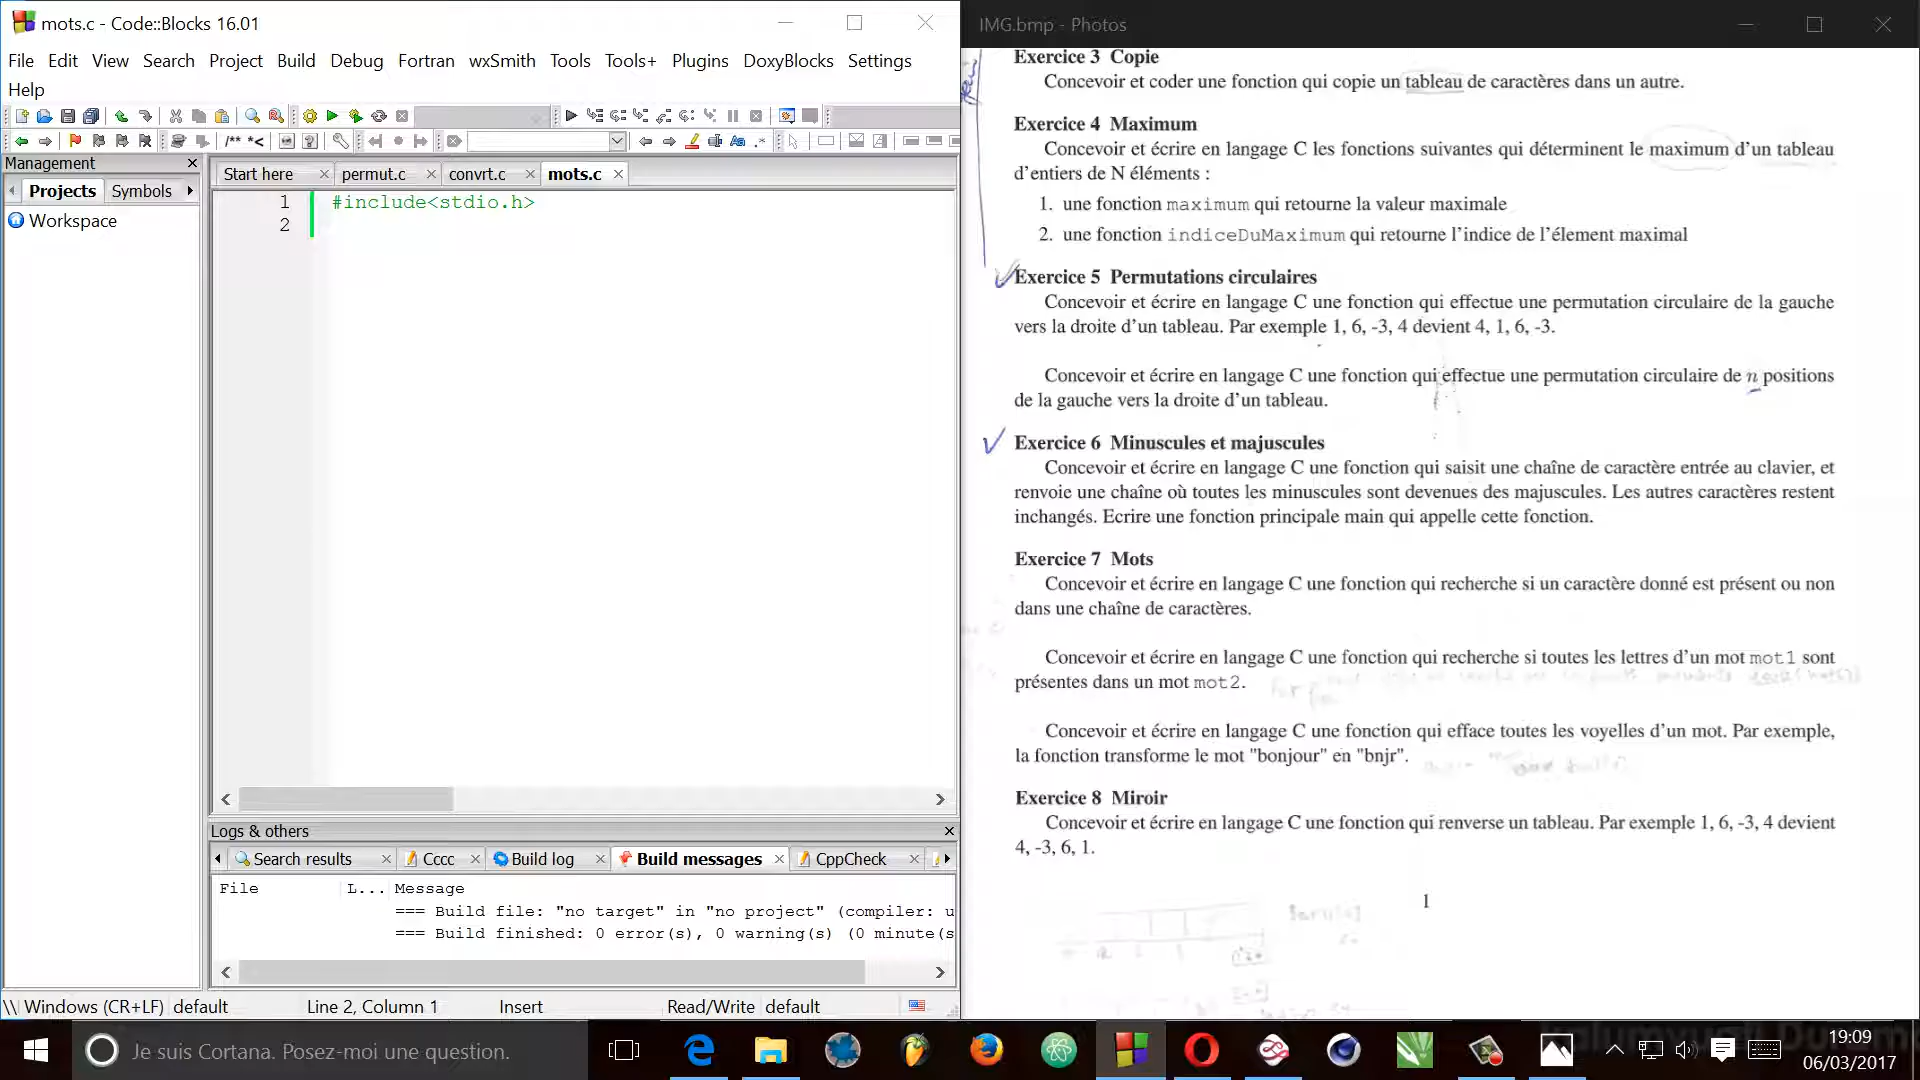 mots.c - Code::Blocks 16.01
File Edit View Search Project Build Debug Fortran wxSmith Tools Tools+ Plugins DoxyBlocks Settings
Help
Management
Projects Symbols
Workspace
Start here permut.c convrt.c mots.c
1 #include<stdio.h>
2
Logs & others
Search results Cccc Build log Build messages CppCheck
File L... Message
=== Build file: "no target" in "no project" (compiler: u
=== Build finished: 0 error(s), 0 warning(s) (0 minute(s
\\ Windows (CR+LF) default Line 2, Column 1 Insert Read/Write default
IMG.bmp - Photos
Exercice 3 Copie
Concevoir et coder une fonction qui copie un tableau de caractères dans un autre.
Exercice 4 Maximum
Concevoir et écrire en langage C les fonctions suivantes qui déterminent le maximum d'un tableau
d'entiers de N éléments :
1. une fonction maximum qui retourne la valeur maximale
2. une fonction indiceDuMaximum qui retourne l'indice de l'élement maximal
Exercice 5 Permutations circulaires
Concevoir et écrire en langage C une fonction qui effectue une permutation circulaire de la gauche
vers la droite d'un tableau. Par exemple 1, 6, -3, 4 devient 4, 1, 6, -3.
Concevoir et écrire en langage C une fonction qui effectue une permutation circulaire de n positions
de la gauche vers la droite d'un tableau.
Exercice 6 Minuscules et majuscules
Concevoir et écrire en langage C une fonction qui saisit une chaîne de caractère entrée au clavier, et
renvoie une chaîne où toutes les minuscules sont devenues des majuscules. Les autres caractères restent
inchangés. Ecrire une fonction principale main qui appelle cette fonction.
Exercice 7 Mots
Concevoir et écrire en langage C une fonction qui recherche si un caractère donné est présent ou non
dans une chaîne de caractères.
Concevoir et écrire en langage C une fonction qui recherche si toutes les lettres d'un mot mot1 sont
présentes dans un mot mot2.
Concevoir et écrire en langage C une fonction qui efface toutes les voyelles d'un mot. Par exemple,
la fonction transforme le mot "bonjour" en "bnjr".
Exercice 8 Miroir
Concevoir et écrire en langage C une fonction qui renverse un tableau. Par exemple 1, 6, -3, 4 devient
4, -3, 6, 1.
1
Je suis Cortana. Posez-moi une question.
19:09
06/03/2017